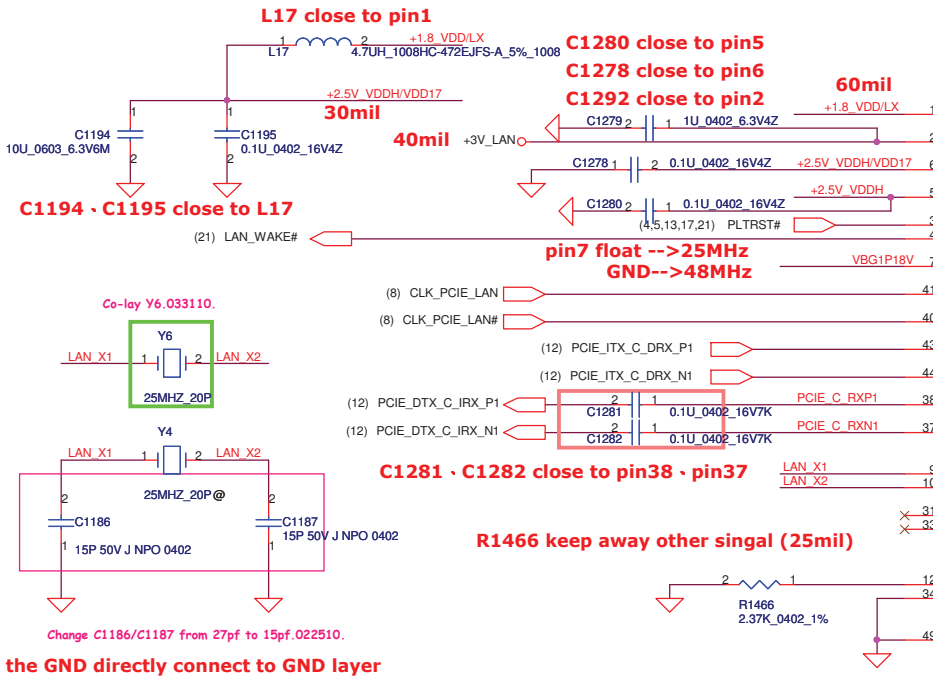 L17 close to pin1
1 2 +1.8_VDD/LX
L17 4.7UH_1008HC-472EJFS-A_5%_1008
C1280 close to pin5
C1278 close to pin6
C1292 close to pin2
60mil
+2.5V_VDDH/VDD17
30mil
+1.8_VDD/LX
1
1
C1194
10U_0603_6.3V6M
2
1
C1195
0.1U_0402_16V4Z
2
40mil
+3V_LAN
C1279 2 1 1U_0402_6.3V4Z
2
C1278 2 1 0.1U_0402_16V4Z
+2.5V_VDDH/VDD17
6
+2.5V_VDDH
5
C1280 2 1 0.1U_0402_16V4Z
C1194、C1195 close to L17
(4,5,13,17,21) PLTRST#
3
(21) LAN_WAKE#
4
pin7 float -->25MHz
GND-->48MHz
VBG1P18V
7
(8) CLK_PCIE_LAN
41
Co-lay Y6.033110.
(8) CLK_PCIE_LAN#
40
Y6
LAN_X1 1 2 LAN_X2
25MHZ_20P
(12) PCIE_ITX_C_DRX_P1
43
(12) PCIE_ITX_C_DRX_N1
44
(12) PCIE_DTX_C_IRX_P1
2 1
C1281 0.1U_0402_16V7K
PCIE_C_RXP1
38
(12) PCIE_DTX_C_IRX_N1
2 1
C1282 0.1U_0402_16V7K
PCIE_C_RXN1
37
Y4
LAN_X1 1 2 LAN_X2
25MHZ_20P@
C1281、C1282 close to pin38、pin37
LAN_X1
9
LAN_X2
10
2
C1186
1
15P 50V J NPO 0402
2
C1187
15P 50V J NPO 0402
1
31
33
R1466 keep away other singal (25mil)
2 1
R1466
2.37K_0402_1%
12
34
49
Change C1186/C1187 from 27pf to 15pf.022510.
the GND directly connect to GND layer